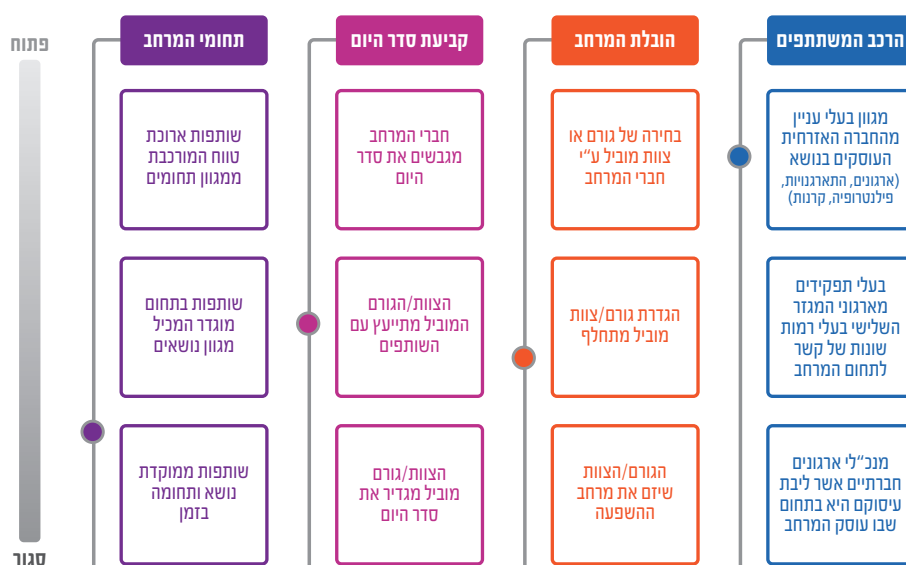 פתוח
הרכב המשתתפים
מגוון בעלי עניין
מהחברה האזרחית
העוסקים בנושא
(ארגונים, התארגנויות,
פילנטרופיה, קרנות)
בעלי תפקידים
מארגוני המגזר
השלישי בעלי רמות
שונות של קשר
לתחום המרחב
מנכ"לי ארגונים
חברתיים אשר ליבת
עיסוקם היא בתחום
שבו עוסק המרחב
הובלת המרחב
בחירה של גורם או
צוות מוביל ע"י
חברי המרחב
הגדרת גורם/צוות
מוביל מתחלף
הגורם/הצוות
שיזם את מרחב
ההשפעה
קביעת סדר היום
חברי המרחב
מגבשים את סדר
היום
הצוות/הגורם
המוביל מתייעץ עם
השותפים
הצוות/גורם
מוביל מגדיר את
סדר היום
תחומי המרחב
שותפות ארוכת
טווח המורכבת
ממגוון תחומים
שותפות בתחום
מוגדר המכיל
מגוון נושאים
שותפות ממוקדת
נושא ותחומה
בזמן
סגור